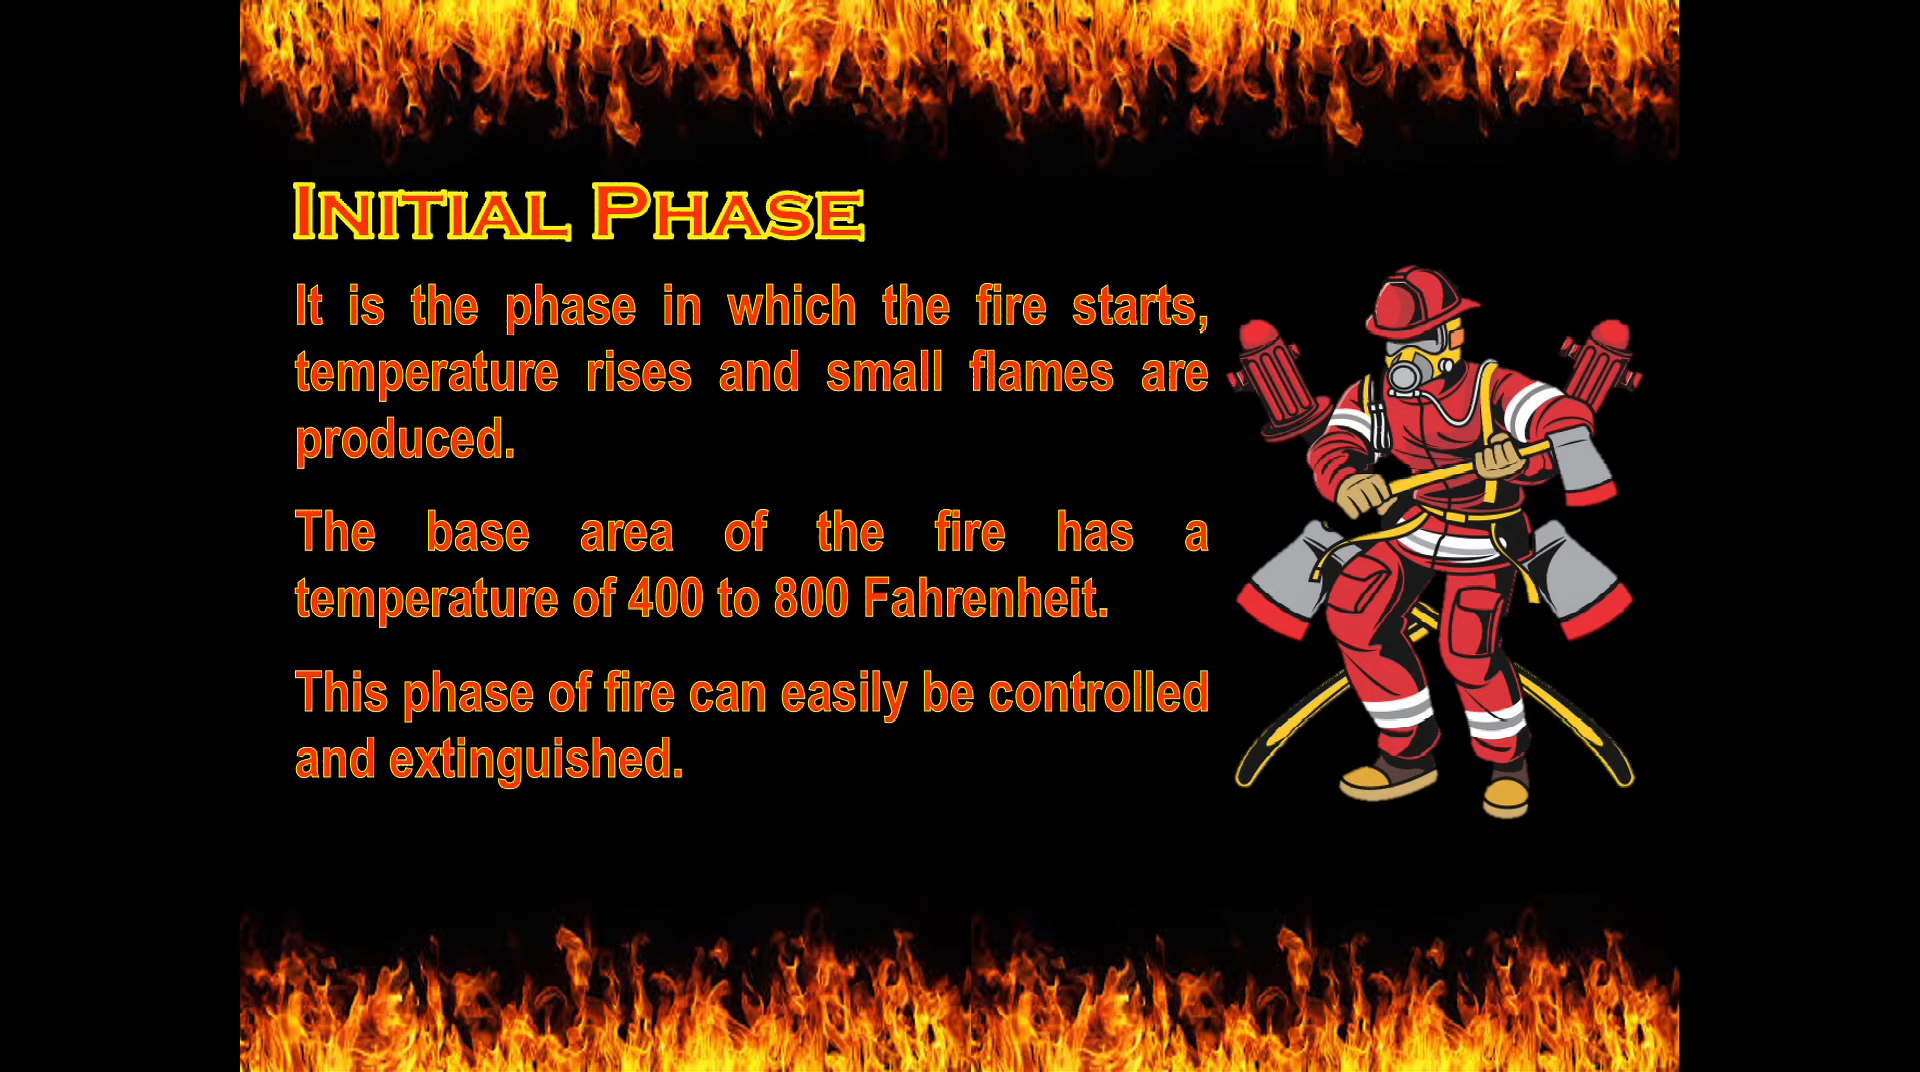 INITIAL PHASE
It is the phase in which the fire starts,
temperature rises and small flames are
produced.
The base area of the fire has a
temperature of 400 to 800 Fahrenheit.
This phase of fire can easily be controlled
and extinguished.